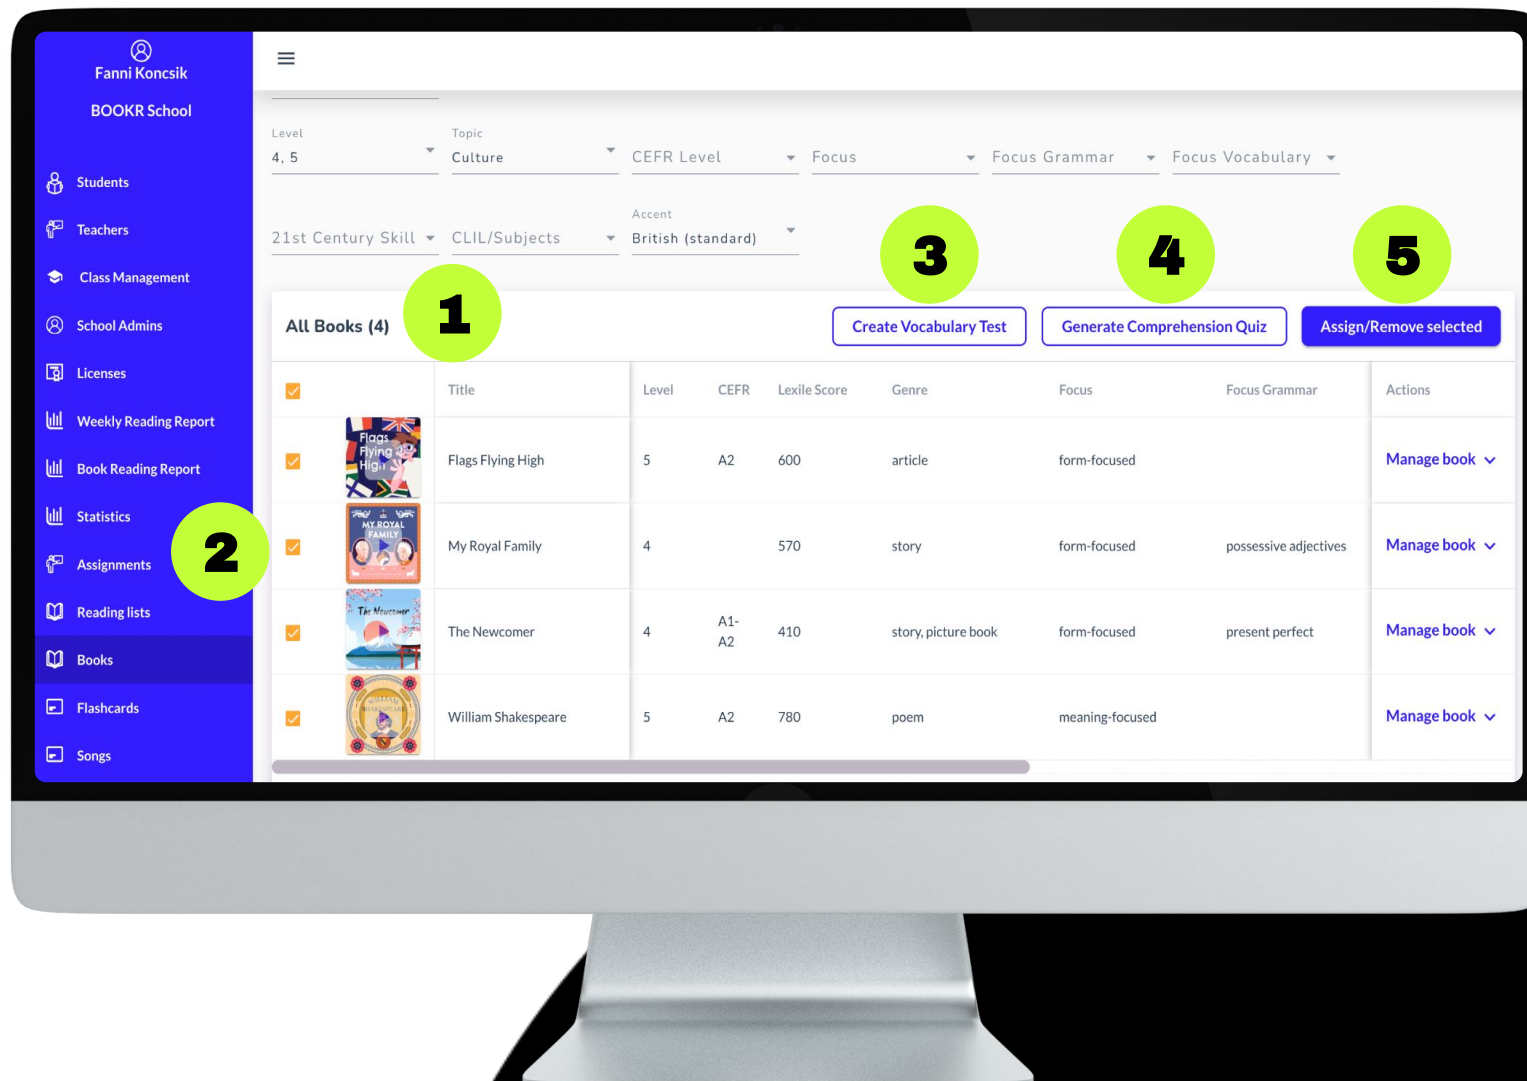 Fanni Koncsik
BOOKR School
Students
Teachers
Class Management
School Admins
Licenses
Weekly Reading Report
Book Reading Report
Statistics
2
Assignments
Reading lists
Books
Flashcards
Songs
Level
4, 5
Topic
Culture
CEFR Level
Focus
Focus Grammar
Focus Vocabulary
21st Century Skill
CLIL/Subjects
Accent
British (standard)
1
3
4
5
All Books (4)
Create Vocabulary Test
Generate Comprehension Quiz
Assign/Remove selected
Title Level CEFR Lexile Score Genre Focus Focus Grammar Actions
Flags
Flying
High
Flags Flying High 5 A2 600 article form-focused Manage book
MY ROYAL
FAMILY
My Royal Family 4 570 story form-focused possessive adjectives Manage book
The Newcomer
The Newcomer 4 A1-
A2 410 story, picture book form-focused present perfect Manage book
WILLIAM
SHAKESPEARE
William Shakespeare 5 A2 780 poem meaning-focused Manage book